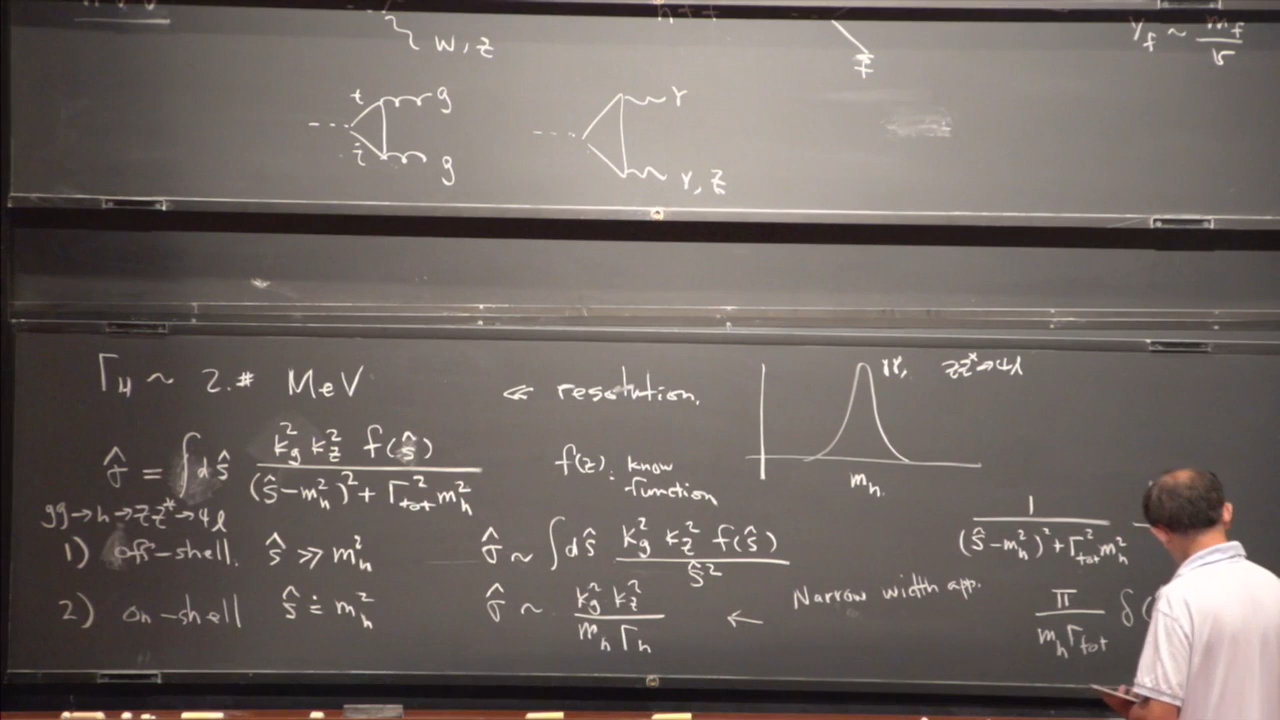 W, Z
f
Y_f ~ m_f / v
t g
t̄ g
γ
γ, Z
Γ_H ~ 2.# MeV ≪ resolution.
γγ, ZZ*→4l
m_h
σ̂ = ∫dŝ k_g² k_Z² f(ŝ) / (ŝ-m_h²)² + Γ_tot² m_h²
f(z): know
function
gg→h→ZZ*→4l
1) off-shell. ŝ ≫ m_h² σ̂ ~ ∫dŝ k_g² k_Z² f(ŝ) / ŝ²
1 / (ŝ-m_h²)² + Γ_tot² m_h²
2) on-shell ŝ ≐ m_h² σ̂ ~ k_g² k_Z² / m_h Γ_h ← Narrow width app.
π / m_h Γ_tot δ(